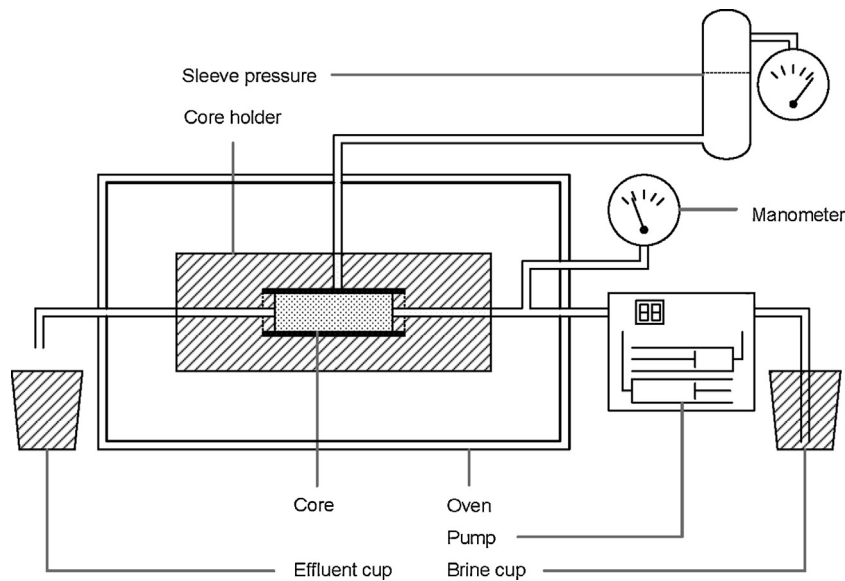 Sleeve pressure
Core holder
Manometer
Core
Oven
Pump
Effluent cup
Brine cup